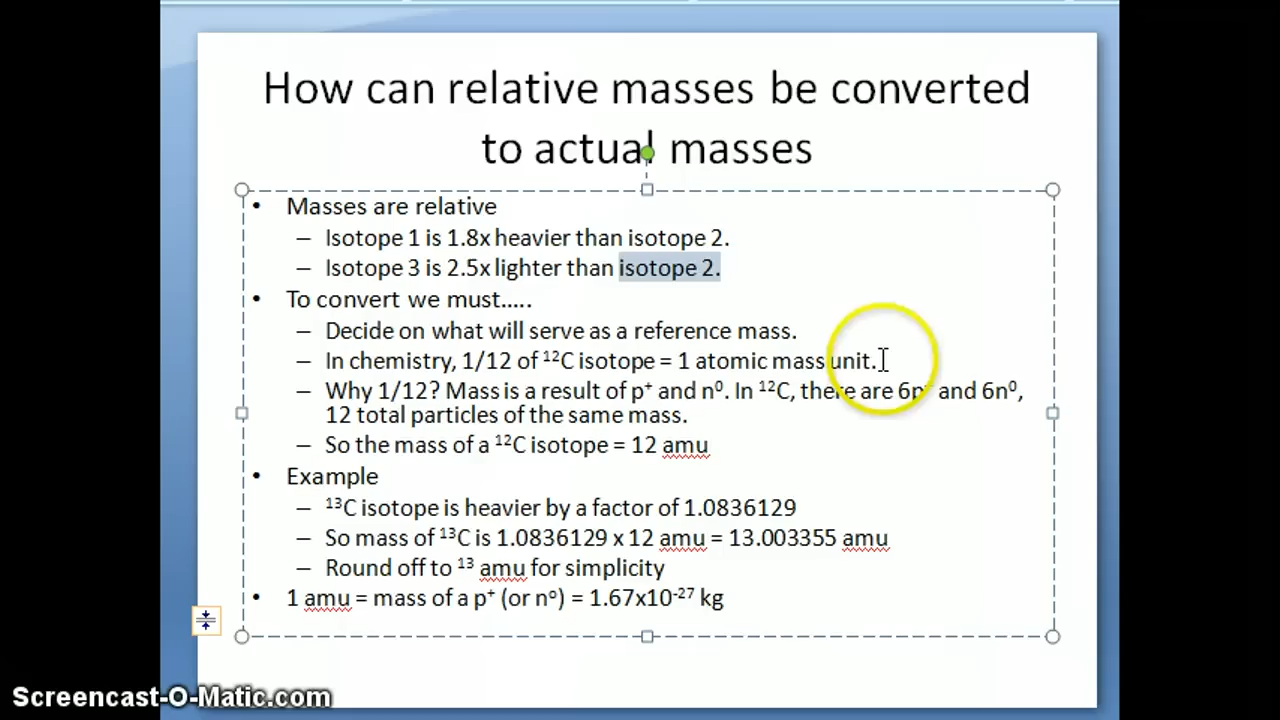 How can relative masses be converted
to actual masses
• Masses are relative
– Isotope 1 is 1.8x heavier than isotope 2.
– Isotope 3 is 2.5x lighter than isotope 2.
• To convert we must.....
– Decide on what will serve as a reference mass.
– In chemistry, 1/12 of ¹²C isotope = 1 atomic mass unit.
– Why 1/12? Mass is a result of p⁺ and n⁰. In ¹²C, there are 6p⁺ and 6n⁰,
12 total particles of the same mass.
– So the mass of a ¹²C isotope = 12 amu
• Example
– ¹³C isotope is heavier by a factor of 1.0836129
– So mass of ¹³C is 1.0836129 x 12 amu = 13.003355 amu
– Round off to ¹³ amu for simplicity
• 1 amu = mass of a p⁺ (or nᵒ) = 1.67x10⁻²⁷ kg
Screencast-O-Matic.com